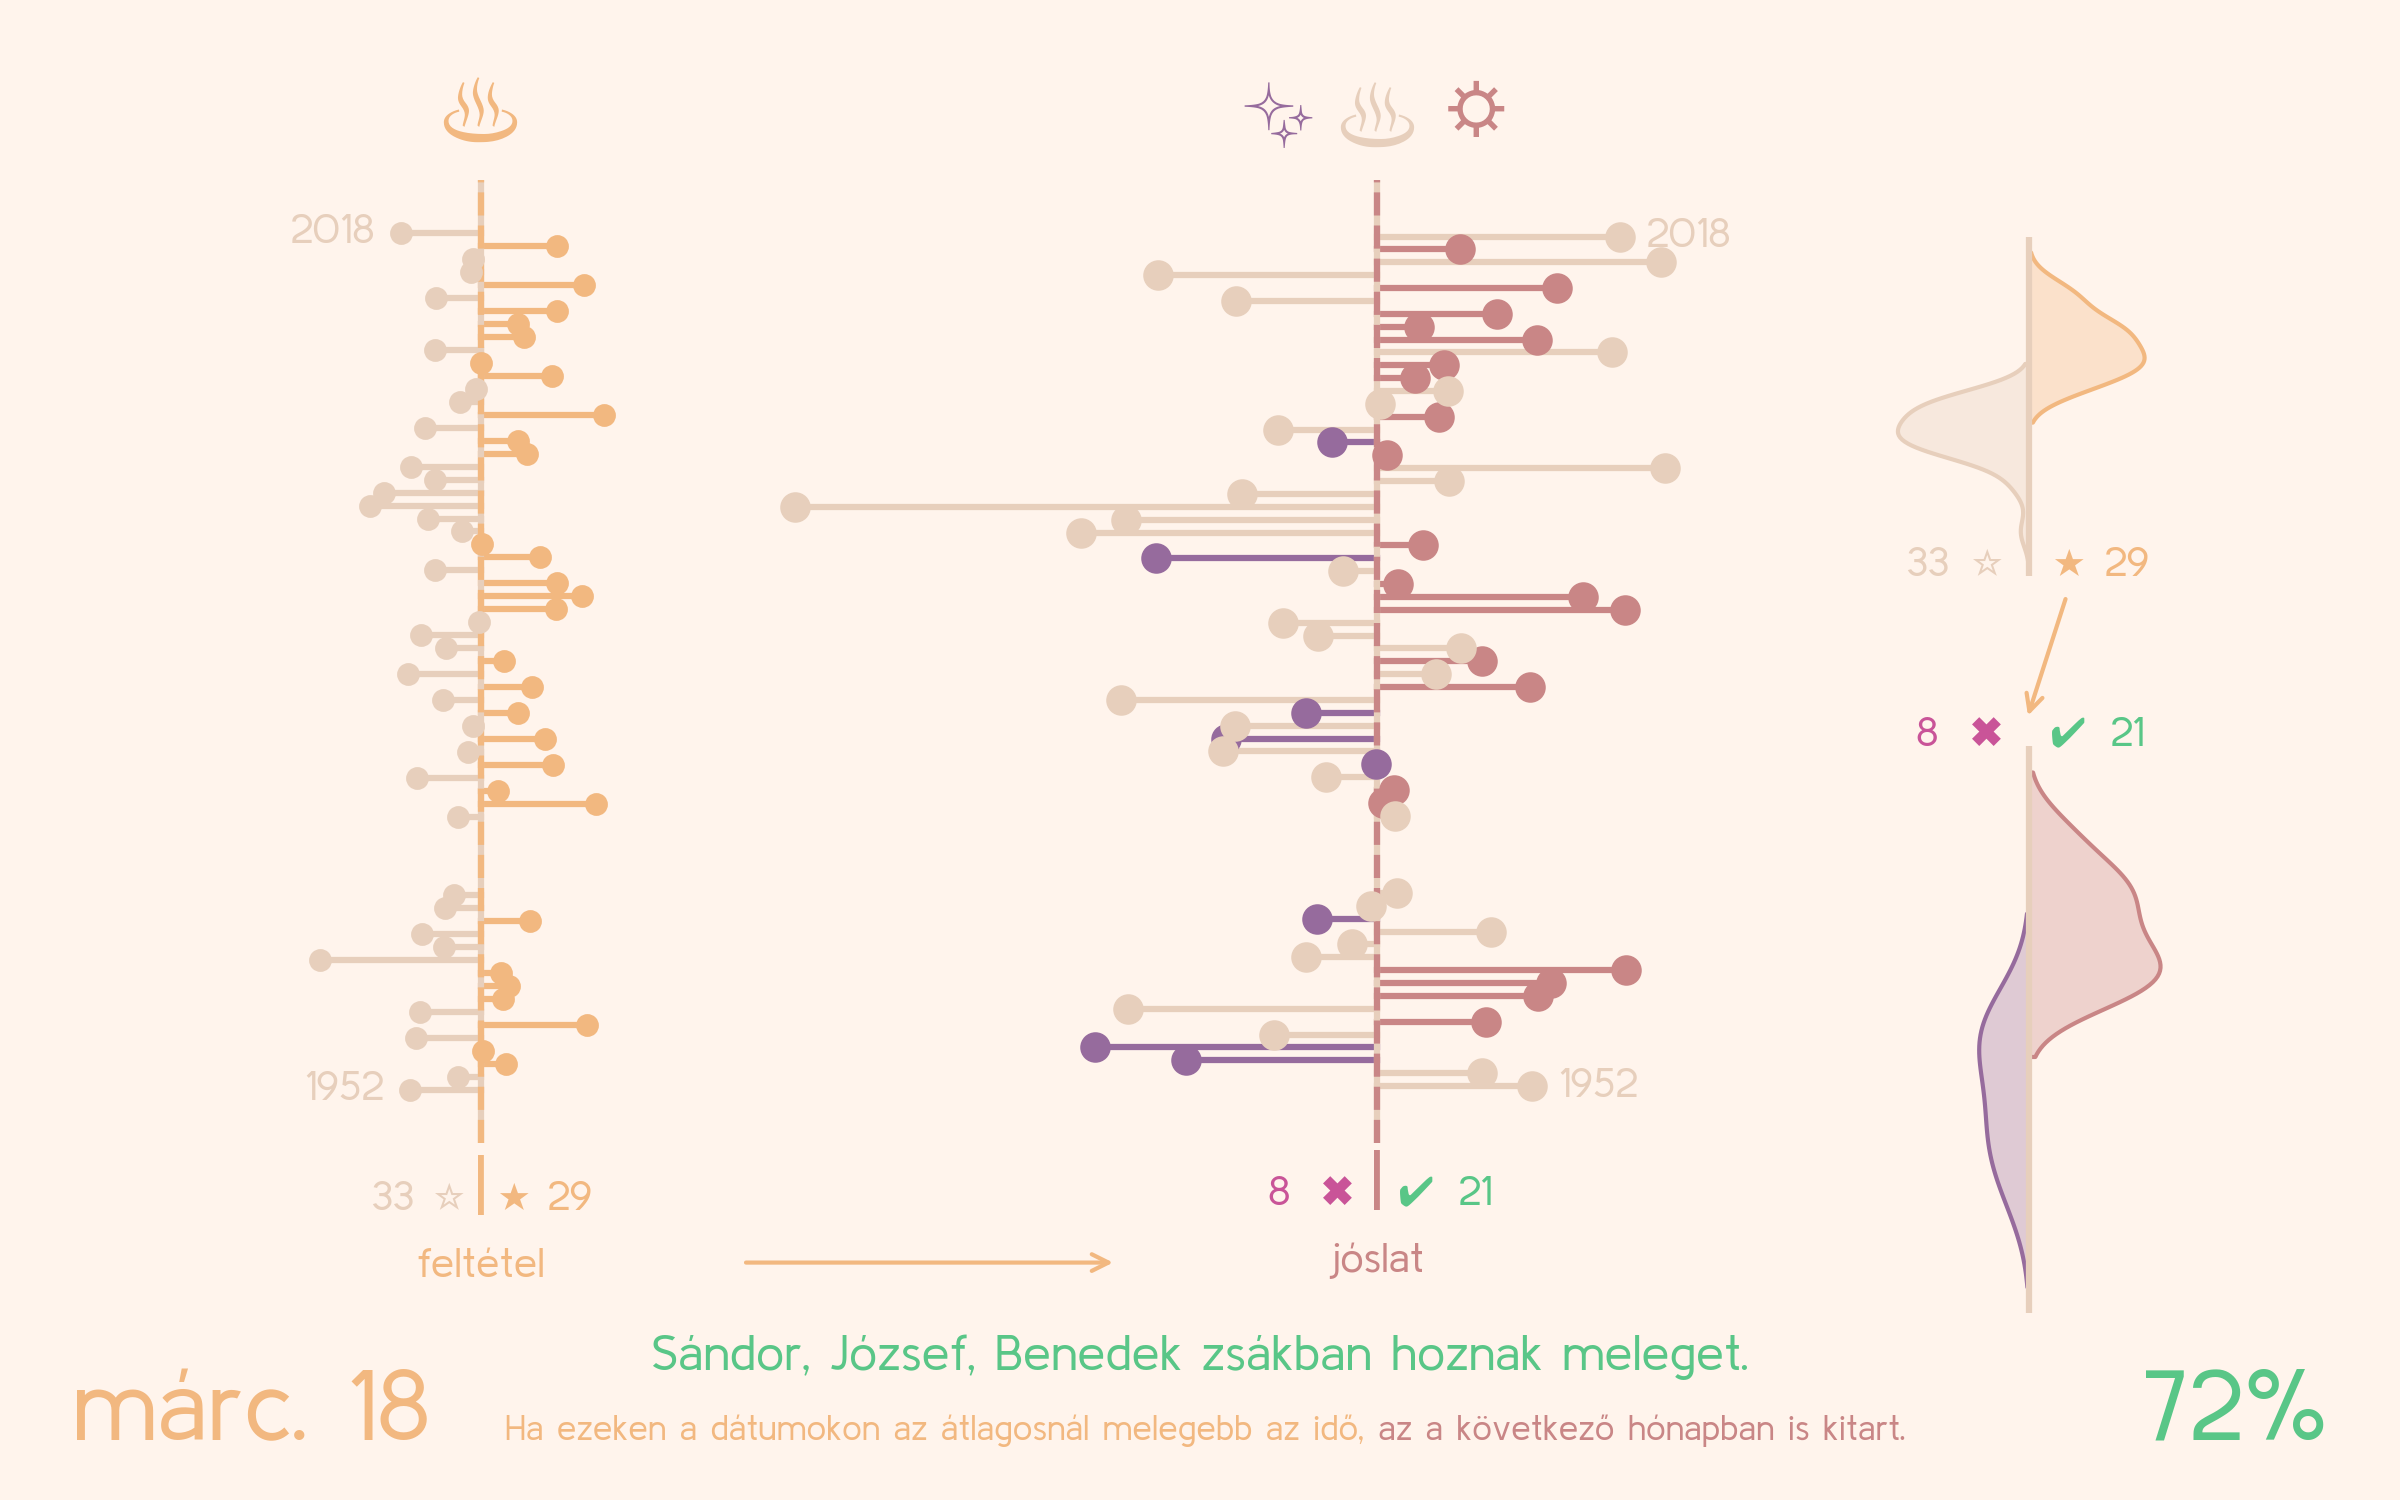 2018
2018
33 ☆ ★ 29
8 ✖ ✔ 21
1952
1952
33 ☆ ★ 29
8 ✖ ✔ 21
feltétel
jóslat
Sándor, József, Benedek zsákban hoznak meleget.
márc. 18
72%
Ha ezeken a dátumokon az átlagosnál melegebb az idő, az a következő hónapban is kitart.